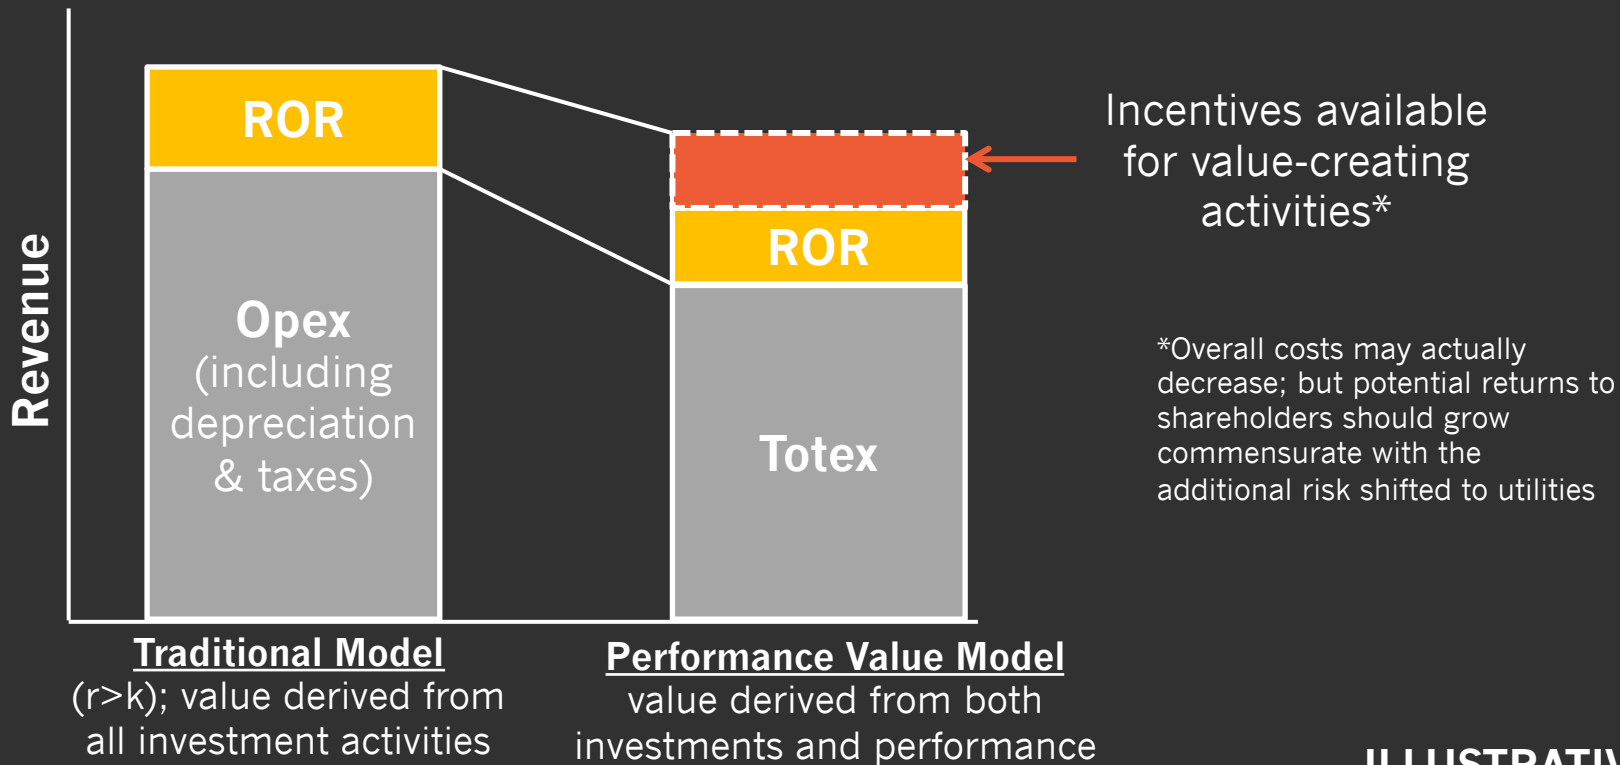 Revenue
ROR
Opex
(including
depreciation
& taxes)
ROR
Totex
Incentives available
for value-creating
activities*
*Overall costs may actually
decrease; but potential returns to
shareholders should grow
commensurate with the
additional risk shifted to utilities
Traditional Model
(r>k); value derived from
all investment activities
Performance Value Model
value derived from both
investments and performance